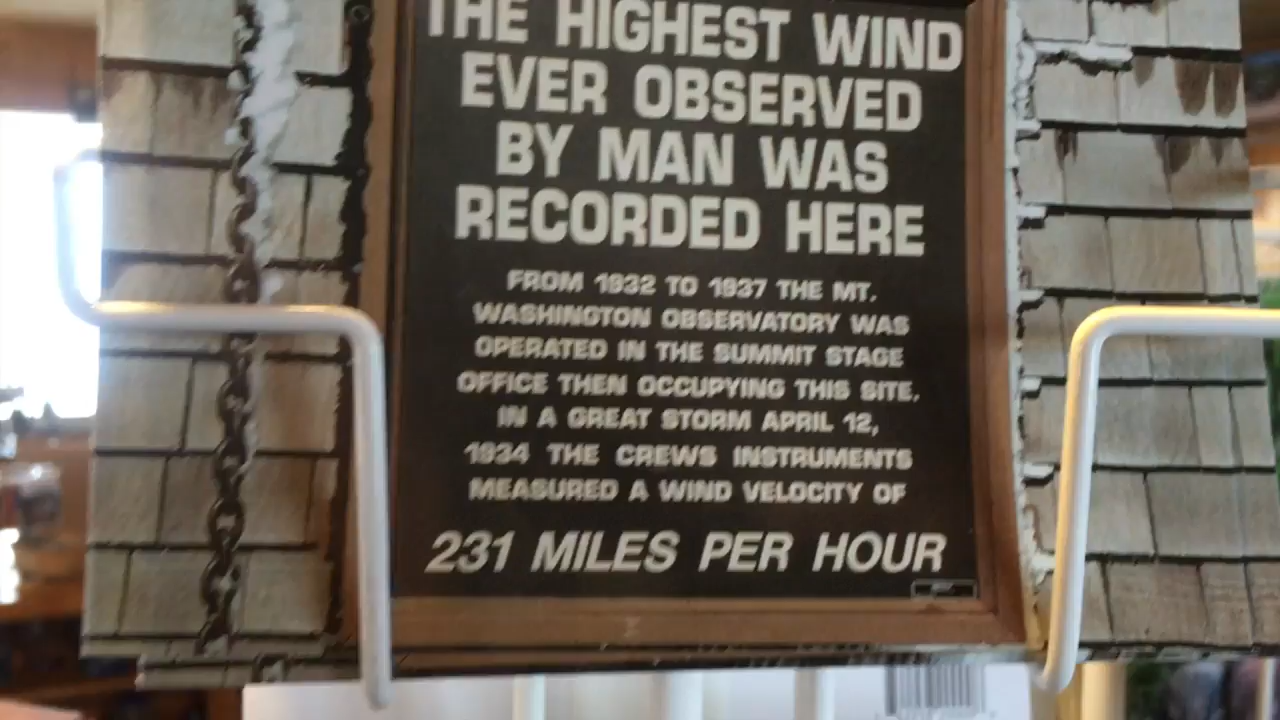 THE HIGHEST WIND
EVER OBSERVED
BY MAN WAS
RECORDED HERE
FROM 1932 TO 1937 THE MT.
WASHINGTON OBSERVATORY WAS
OPERATED IN THE SUMMIT STAGE
OFFICE THEN OCCUPYING THIS SITE.
IN A GREAT STORM APRIL 12,
1934 THE CREWS INSTRUMENTS
MEASURED A WIND VELOCITY OF
231 MILES PER HOUR